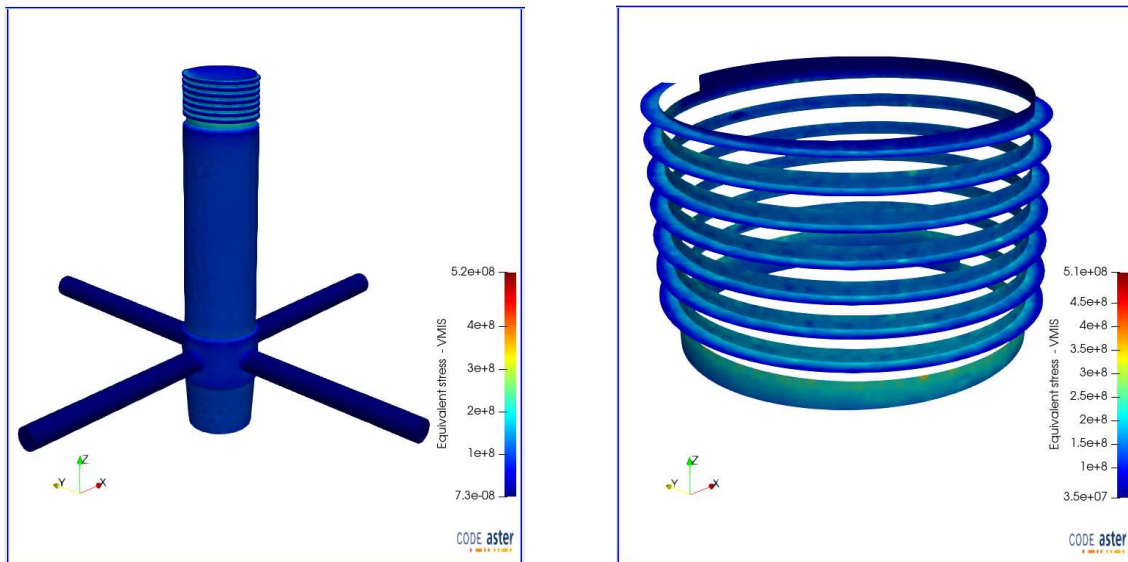 5.2e+08
4e+8
3e+8
2e+8
1e+8
7.3e-08
Equivalent stress - VMIS
Z
Y
X
CODE aster
5.1e+08
4.5e+8
4e+8
3.5e+8
3e+8
2.5e+8
2e+8
1.5e+8
1e+8
3.5e+07
Equivalent stress - VMIS
Z
Y
X
CODE aster